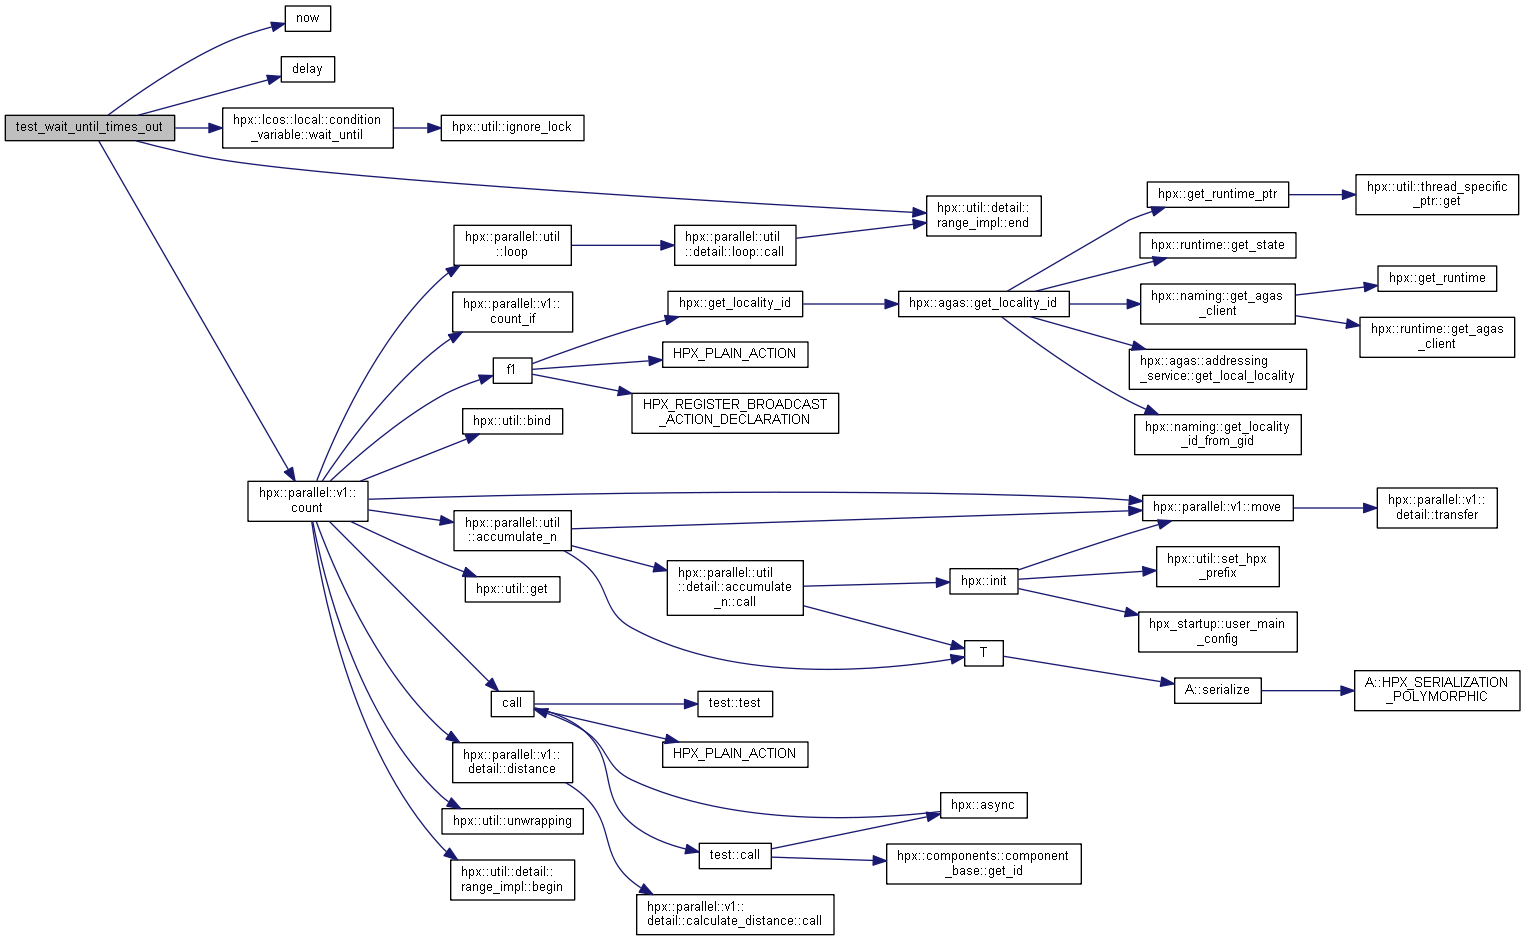 now
delay
test_wait_until_times_out
hpx::lcos::local::condition
_variable::wait_until
hpx::util::ignore_lock
hpx::util::detail::
range_impl::end
hpx::get_runtime_ptr
hpx::util::thread_specific
_ptr::get
hpx::parallel::util
::loop
hpx::parallel::util
::detail::loop::call
hpx::runtime::get_state
hpx::parallel::v1::
count_if
hpx::get_locality_id
hpx::agas::get_locality_id
hpx::naming::get_agas
_client
hpx::get_runtime
hpx::runtime::get_agas
_client
f1
HPX_PLAIN_ACTION
hpx::agas::addressing
_service::get_local_locality
HPX_REGISTER_BROADCAST
_ACTION_DECLARATION
hpx::util::bind
hpx::naming::get_locality
_id_from_gid
hpx::parallel::v1::
count
hpx::parallel::v1::move
hpx::parallel::v1::
detail::transfer
hpx::parallel::util
::accumulate_n
hpx::util::get
hpx::parallel::util
::detail::accumulate
_n::call
hpx::init
hpx::util::set_hpx
_prefix
hpx_startup::user_main
_config
T
A::serialize
A::HPX_SERIALIZATION
_POLYMORPHIC
call
test::test
HPX_PLAIN_ACTION
hpx::parallel::v1::
detail::distance
hpx::util::unwrapping
hpx::async
test::call
hpx::components::component
_base::get_id
hpx::util::detail::
range_impl::begin
hpx::parallel::v1::
detail::calculate_distance::call